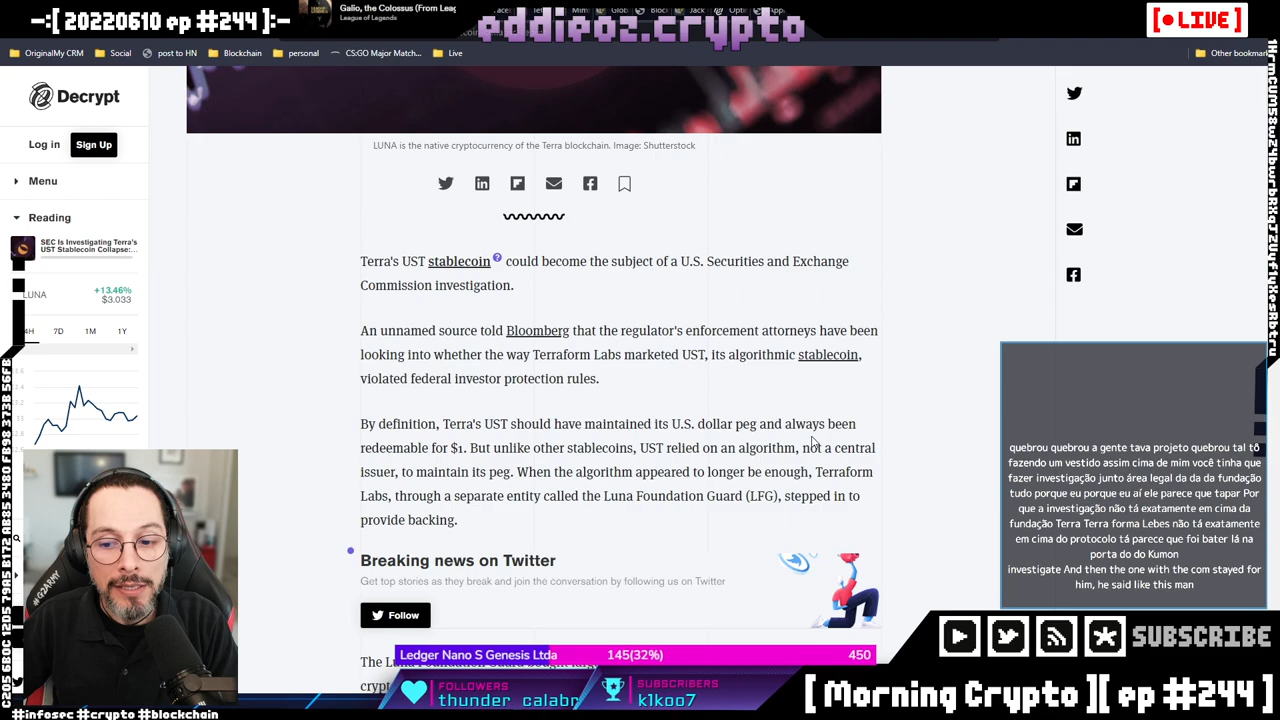 -:[ 20220610 ep #244 ]:-
Galio, the Colossus (From Leag
League of Legends
eddieoz.crypto
[● LIVE ]
OriginalMy CRM
Social
post to HN
Blockchain
personal
CS:GO Major Match...
Live
Other bookmar
Decrypt
Log in
Sign Up
Menu
Reading
SEC Is Investigating Terra's
UST Stablecoin Collapse:...
LUNA
+13.46%
$3.033
4H 7D 1M 1Y
LUNA is the native cryptocurrency of the Terra blockchain. Image: Shutterstock
Terra's UST stablecoin could become the subject of a U.S. Securities and Exchange
Commission investigation.
An unnamed source told Bloomberg that the regulator's enforcement attorneys have been
looking into whether the way Terraform Labs marketed UST, its algorithmic stablecoin,
violated federal investor protection rules.
By definition, Terra's UST should have maintained its U.S. dollar peg and always been
redeemable for $1. But unlike other stablecoins, UST relied on an algorithm, not a central
issuer, to maintain its peg. When the algorithm appeared to longer be enough, Terraform
Labs, through a separate entity called the Luna Foundation Guard (LFG), stepped in to
provide backing.
Breaking news on Twitter
Get top stories as they break and join the conversation by following us on Twitter
Follow
quebrou quebrou a gente tava projeto quebrou tal tô
fazendo um vestido assim cima de mim você tinha que
fazer investigação junto área legal da da da fundação
tudo porque eu porque eu aí ele parece que tapar Por
que a investigação não tá exatamente em cima da
fundação Terra Terra forma Lebes não tá exatamente
em cima do protocolo tá parece que foi bater lá na
porta do do Kumon
investigate And then the one with the com stayed for
him, he said like this man
Ledger Nano S Genesis Ltda
145(32%)
450
FOLLOWERS
thunder_calabr
SUBSCRIBERS
k1koo7
SUBSCRIBE
[ Morning Crypto ][ ep #244 ]
#infosec #crypto #blockchain